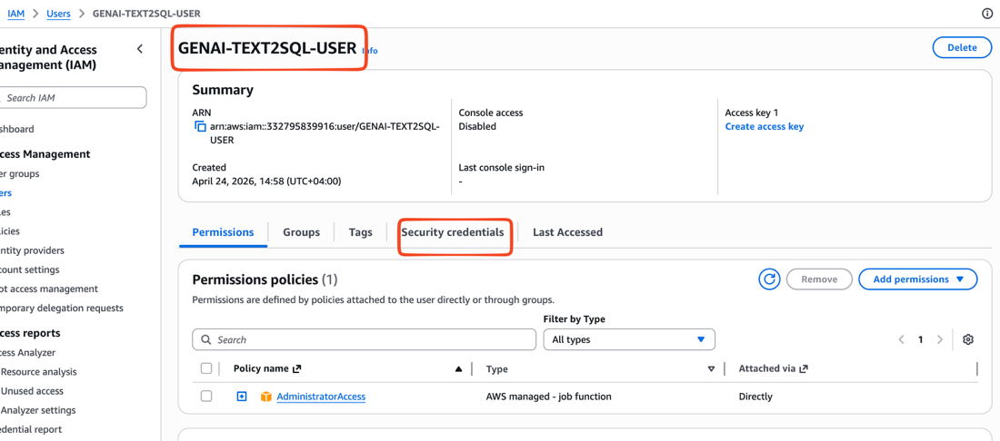 IAM > Users > GENAI-TEXT2SQL-USER
entity and Access
anagement (IAM)
Search IAM
shboard
cess Management
er groups
ers
les
licies
entity providers
count settings
ot access management
mporary delegation requests
cess reports
cess Analyzer
Resource analysis
Unused access
Analyzer settings
edential report
GENAI-TEXT2SQL-USER Info
Delete
Summary
ARN
arn:aws:iam::332795839916:user/GENAI-TEXT2SQL-
USER
Created
April 24, 2026, 14:58 (UTC+04:00)
Console access
Disabled
Last console sign-in
-
Access key 1
Create access key
Permissions Groups Tags Security credentials Last Accessed
Permissions policies (1)
Permissions are defined by policies attached to the user directly or through groups.
Remove
Add permissions
Filter by Type
Search
All types
1
Policy name Type Attached via
AdministratorAccess AWS managed - job function Directly